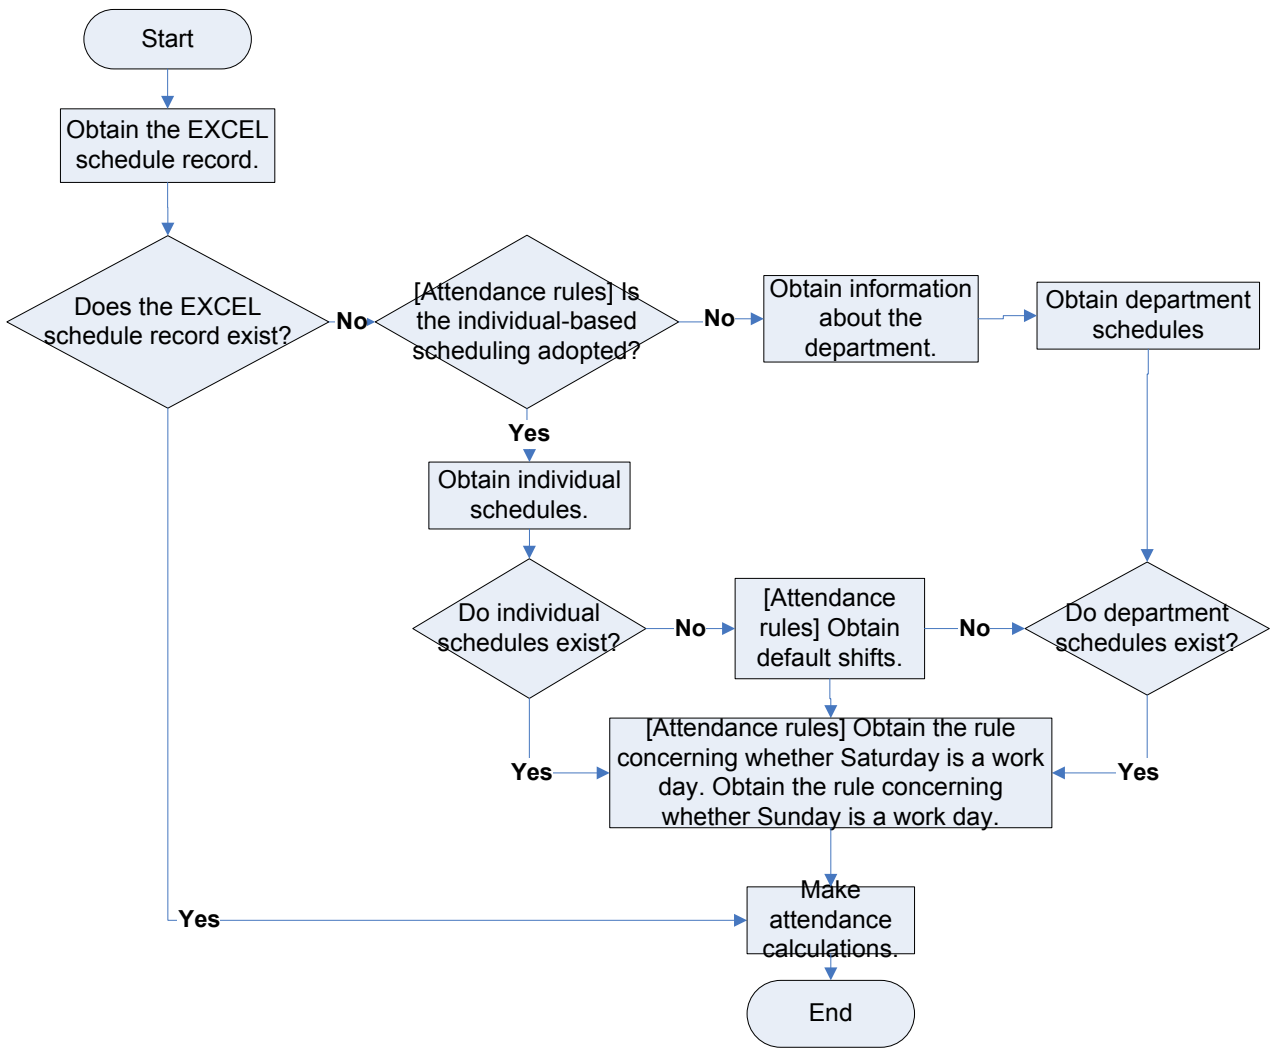 Start
Obtain the EXCEL
schedule record.
Does the EXCEL
schedule record exist?
No
[Attendance rules] Is
the individual-based
scheduling adopted?
No
Obtain information
about the
department.
Obtain department
schedules
Yes
Obtain individual
schedules.
Do individual
schedules exist?
No
[Attendance
rules] Obtain
default shifts.
No
Do department
schedules exist?
Yes
[Attendance rules] Obtain the rule
concerning whether Saturday is a work
day. Obtain the rule concerning
whether Sunday is a work day.
Yes
Yes
Make
attendance
calculations.
End